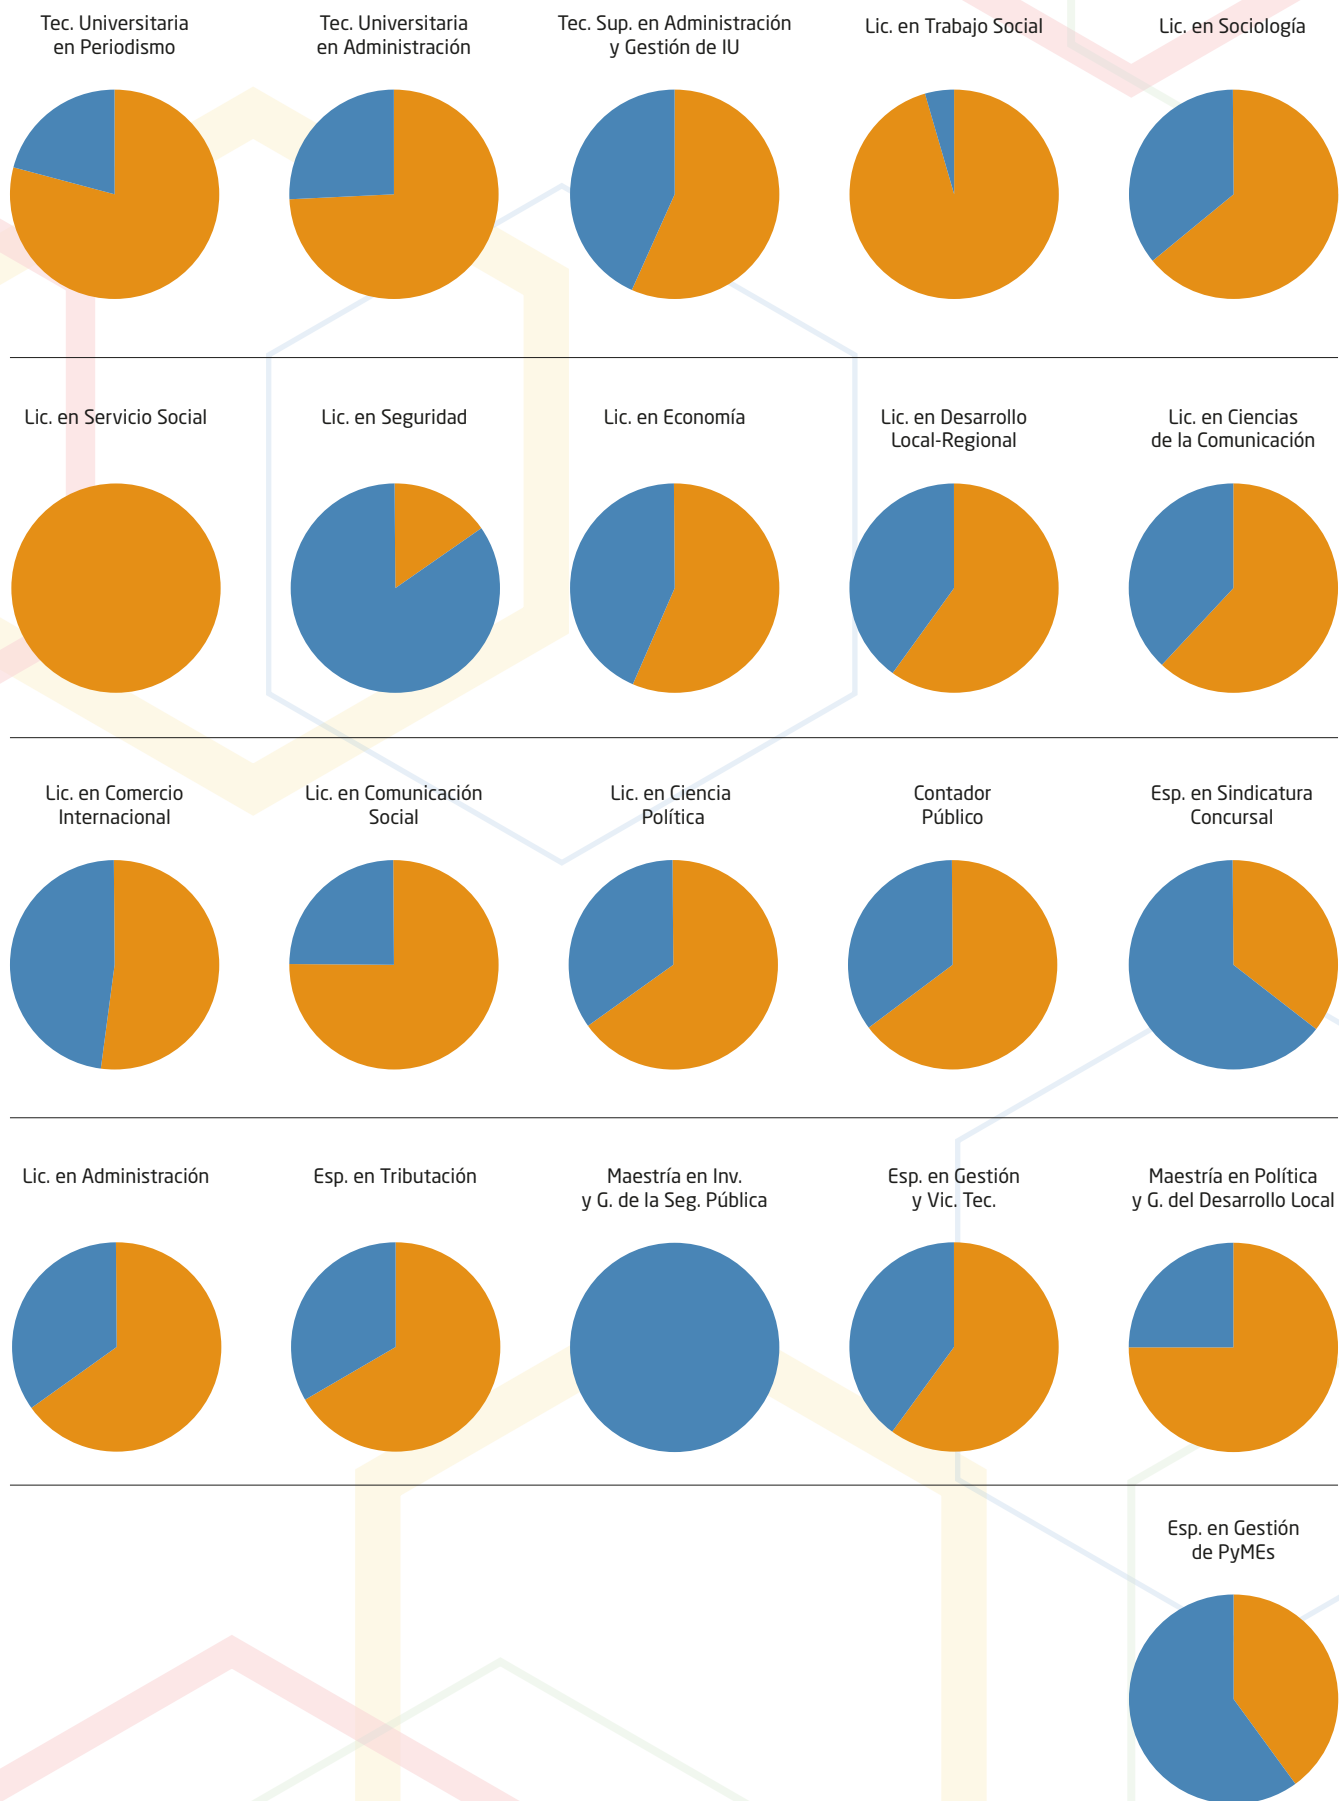 Tec. Universitaria
en Periodismo
Tec. Universitaria
en Administración
Tec. Sup. en Administración
y Gestión de IU
Lic. en Trabajo Social
Lic. en Sociología
Lic. en Servicio Social
Lic. en Seguridad
Lic. en Economía
Lic. en Desarrollo
Local-Regional
Lic. en Ciencias
de la Comunicación
Lic. en Comercio
Internacional
Lic. en Comunicación
Social
Lic. en Ciencia
Política
Contador
Público
Esp. en Sindicatura
Concursal
Lic. en Administración
Esp. en Tributación
Maestría en Inv.
y G. de la Seg. Pública
Esp. en Gestión
y Vic. Tec.
Maestría en Política
y G. del Desarrollo Local
Esp. en Gestión
de PyMEs